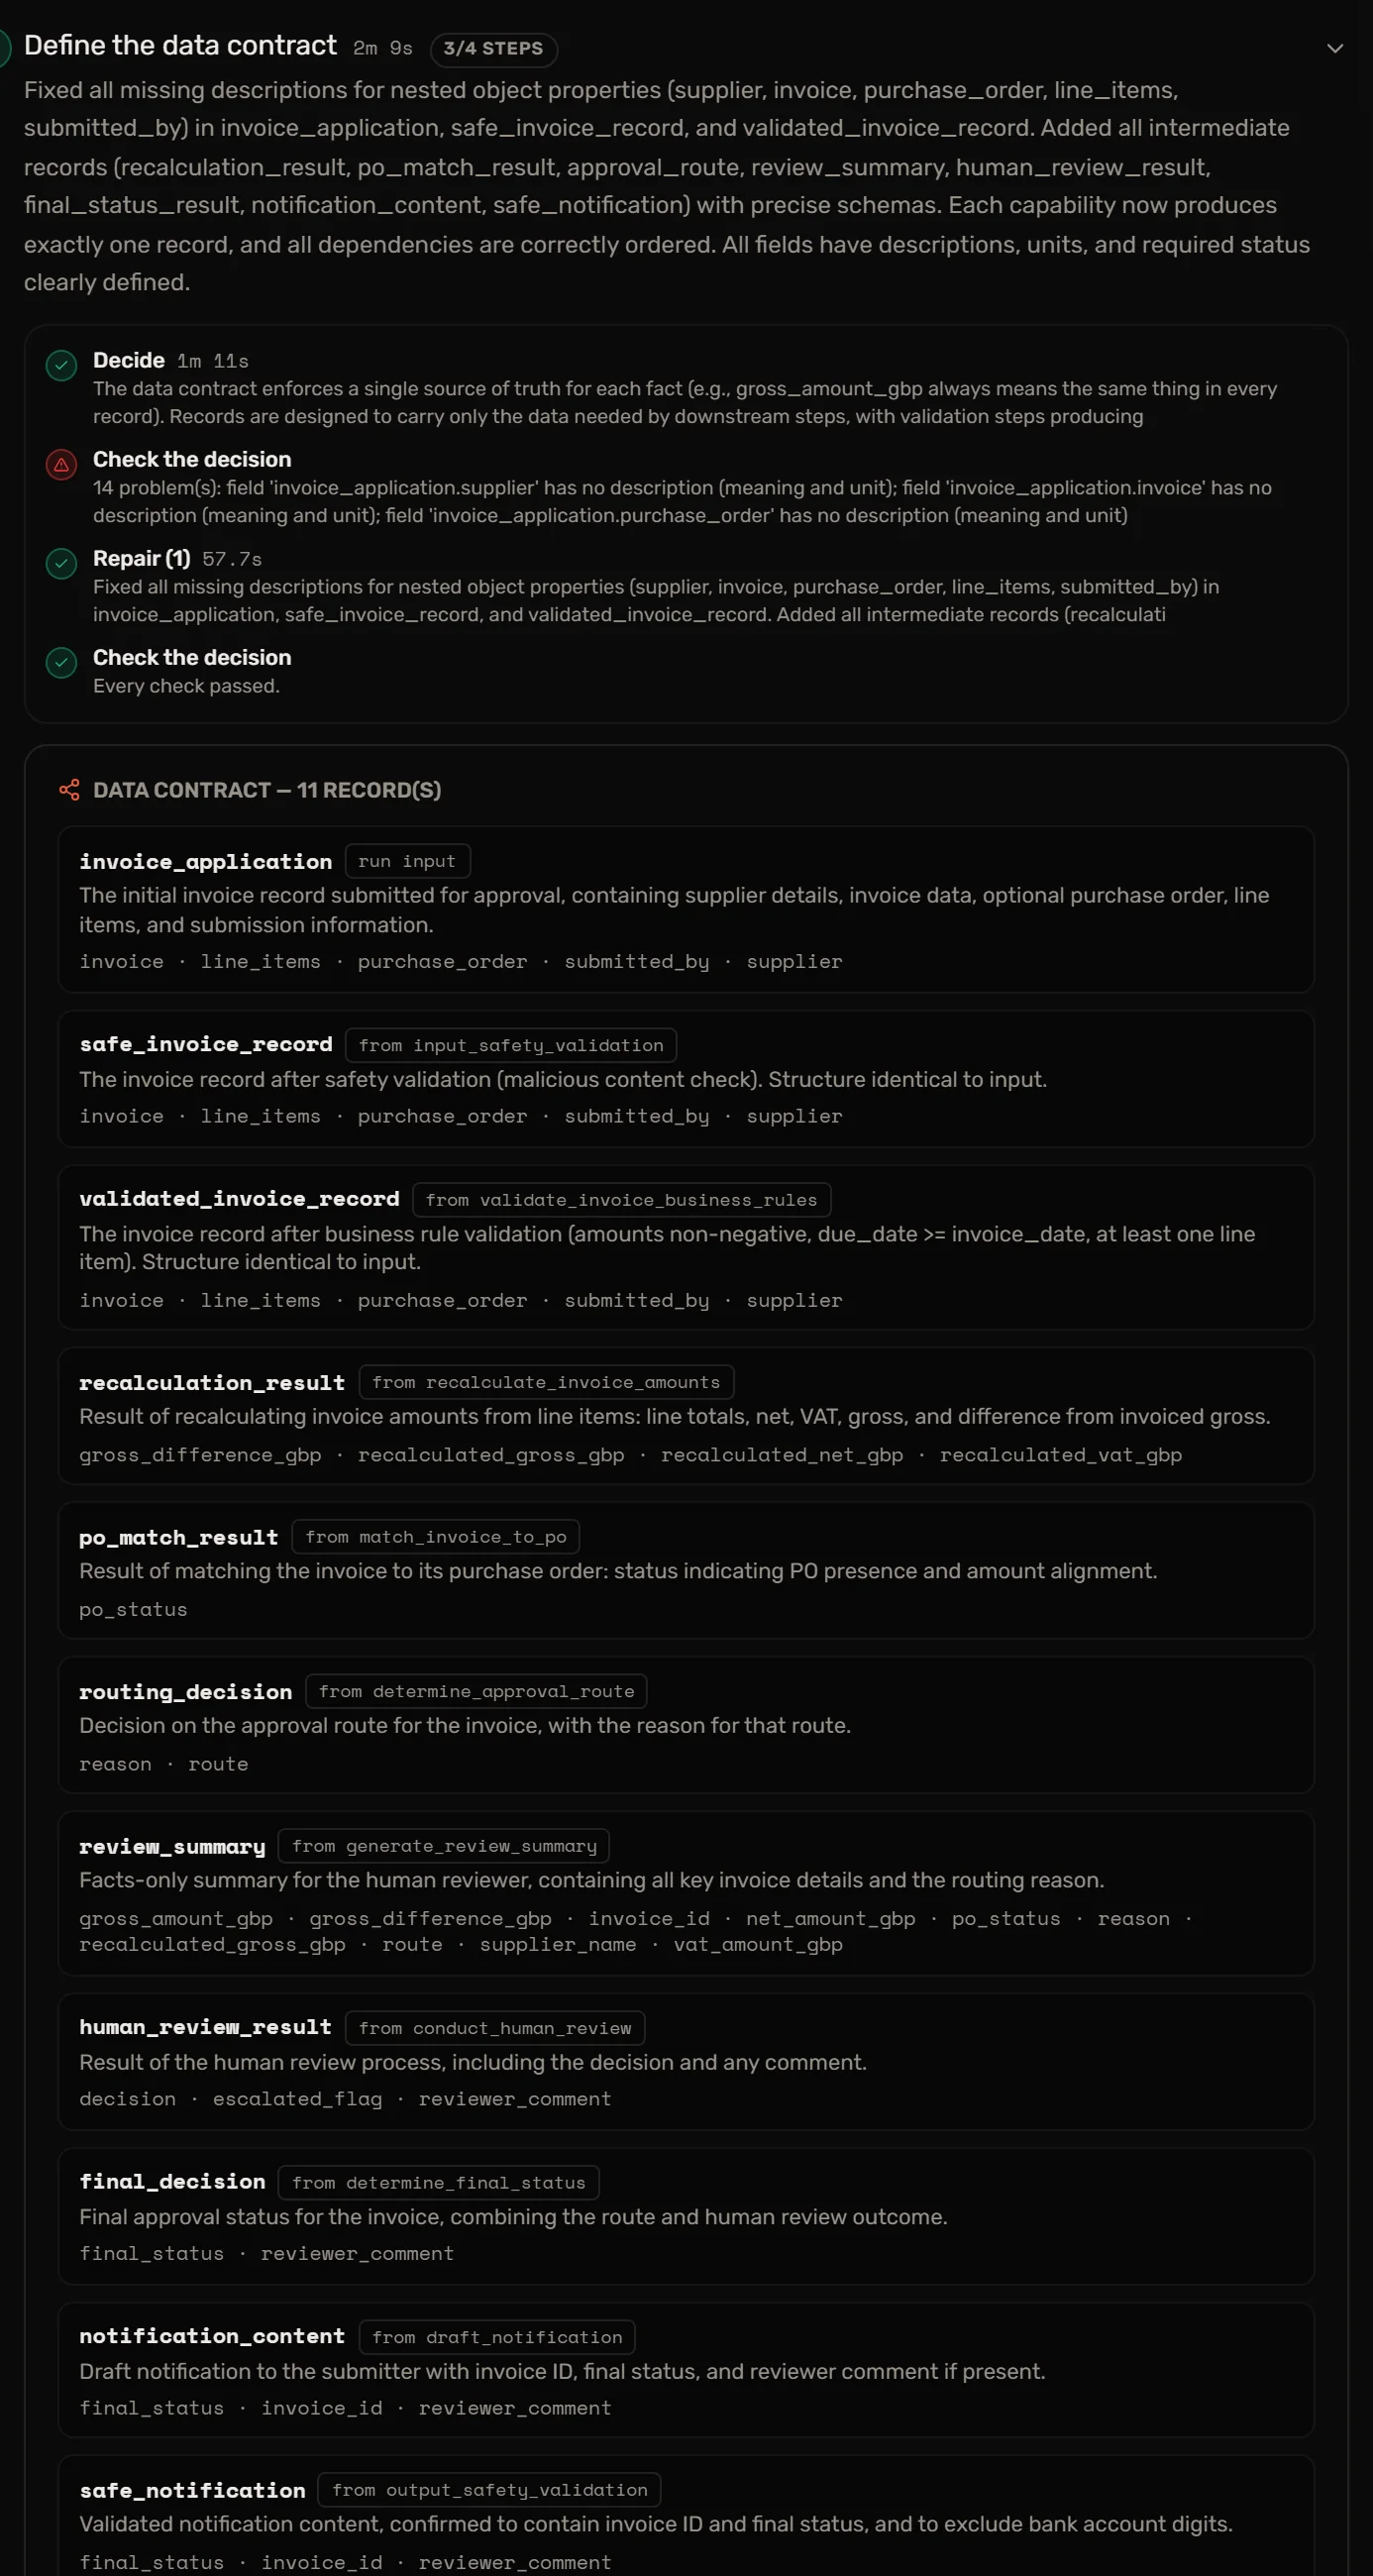 Define the data contract 2m 9s 3/4 STEPS
Fixed all missing descriptions for nested object properties (supplier, invoice, purchase_order, line_items,
submitted_by) in invoice_application, safe_invoice_record, and validated_invoice_record. Added all intermediate
records (recalculation_result, po_match_result, approval_route, review_summary, human_review_result,
final_status_result, notification_content, safe_notification) with precise schemas. Each capability now produces
exactly one record, and all dependencies are correctly ordered. All fields have descriptions, units, and required status
clearly defined.
Decide 1m 11s
The data contract enforces a single source of truth for each fact (e.g., gross_amount_gbp always means the same thing in every
record). Records are designed to carry only the data needed by downstream steps, with validation steps producing
Check the decision
14 problem(s): field 'invoice_application.supplier' has no description (meaning and unit); field 'invoice_application.invoice' has no
description (meaning and unit); field 'invoice_application.purchase_order' has no description (meaning and unit)
Repair (1) 57.7s
Fixed all missing descriptions for nested object properties (supplier, invoice, purchase_order, line_items, submitted_by) in
invoice_application, safe_invoice_record, and validated_invoice_record. Added all intermediate records (recalculati
Check the decision
Every check passed.
DATA CONTRACT — 11 RECORD(S)
invoice_application run input
The initial invoice record submitted for approval, containing supplier details, invoice data, optional purchase order, line
items, and submission information.
invoice · line_items · purchase_order · submitted_by · supplier
safe_invoice_record from input_safety_validation
The invoice record after safety validation (malicious content check). Structure identical to input.
invoice · line_items · purchase_order · submitted_by · supplier
validated_invoice_record from validate_invoice_business_rules
The invoice record after business rule validation (amounts non-negative, due_date >= invoice_date, at least one line
item). Structure identical to input.
invoice · line_items · purchase_order · submitted_by · supplier
recalculation_result from recalculate_invoice_amounts
Result of recalculating invoice amounts from line items: line totals, net, VAT, gross, and difference from invoiced gross.
gross_difference_gbp · recalculated_gross_gbp · recalculated_net_gbp · recalculated_vat_gbp
po_match_result from match_invoice_to_po
Result of matching the invoice to its purchase order: status indicating PO presence and amount alignment.
po_status
routing_decision from determine_approval_route
Decision on the approval route for the invoice, with the reason for that route.
reason · route
review_summary from generate_review_summary
Facts-only summary for the human reviewer, containing all key invoice details and the routing reason.
gross_amount_gbp · gross_difference_gbp · invoice_id · net_amount_gbp · po_status · reason ·
recalculated_gross_gbp · route · supplier_name · vat_amount_gbp
human_review_result from conduct_human_review
Result of the human review process, including the decision and any comment.
decision · escalated_flag · reviewer_comment
final_decision from determine_final_status
Final approval status for the invoice, combining the route and human review outcome.
final_status · reviewer_comment
notification_content from draft_notification
Draft notification to the submitter with invoice ID, final status, and reviewer comment if present.
final_status · invoice_id · reviewer_comment
safe_notification from output_safety_validation
Validated notification content, confirmed to contain invoice ID and final status, and to exclude bank account digits.
final_status · invoice_id · reviewer_comment